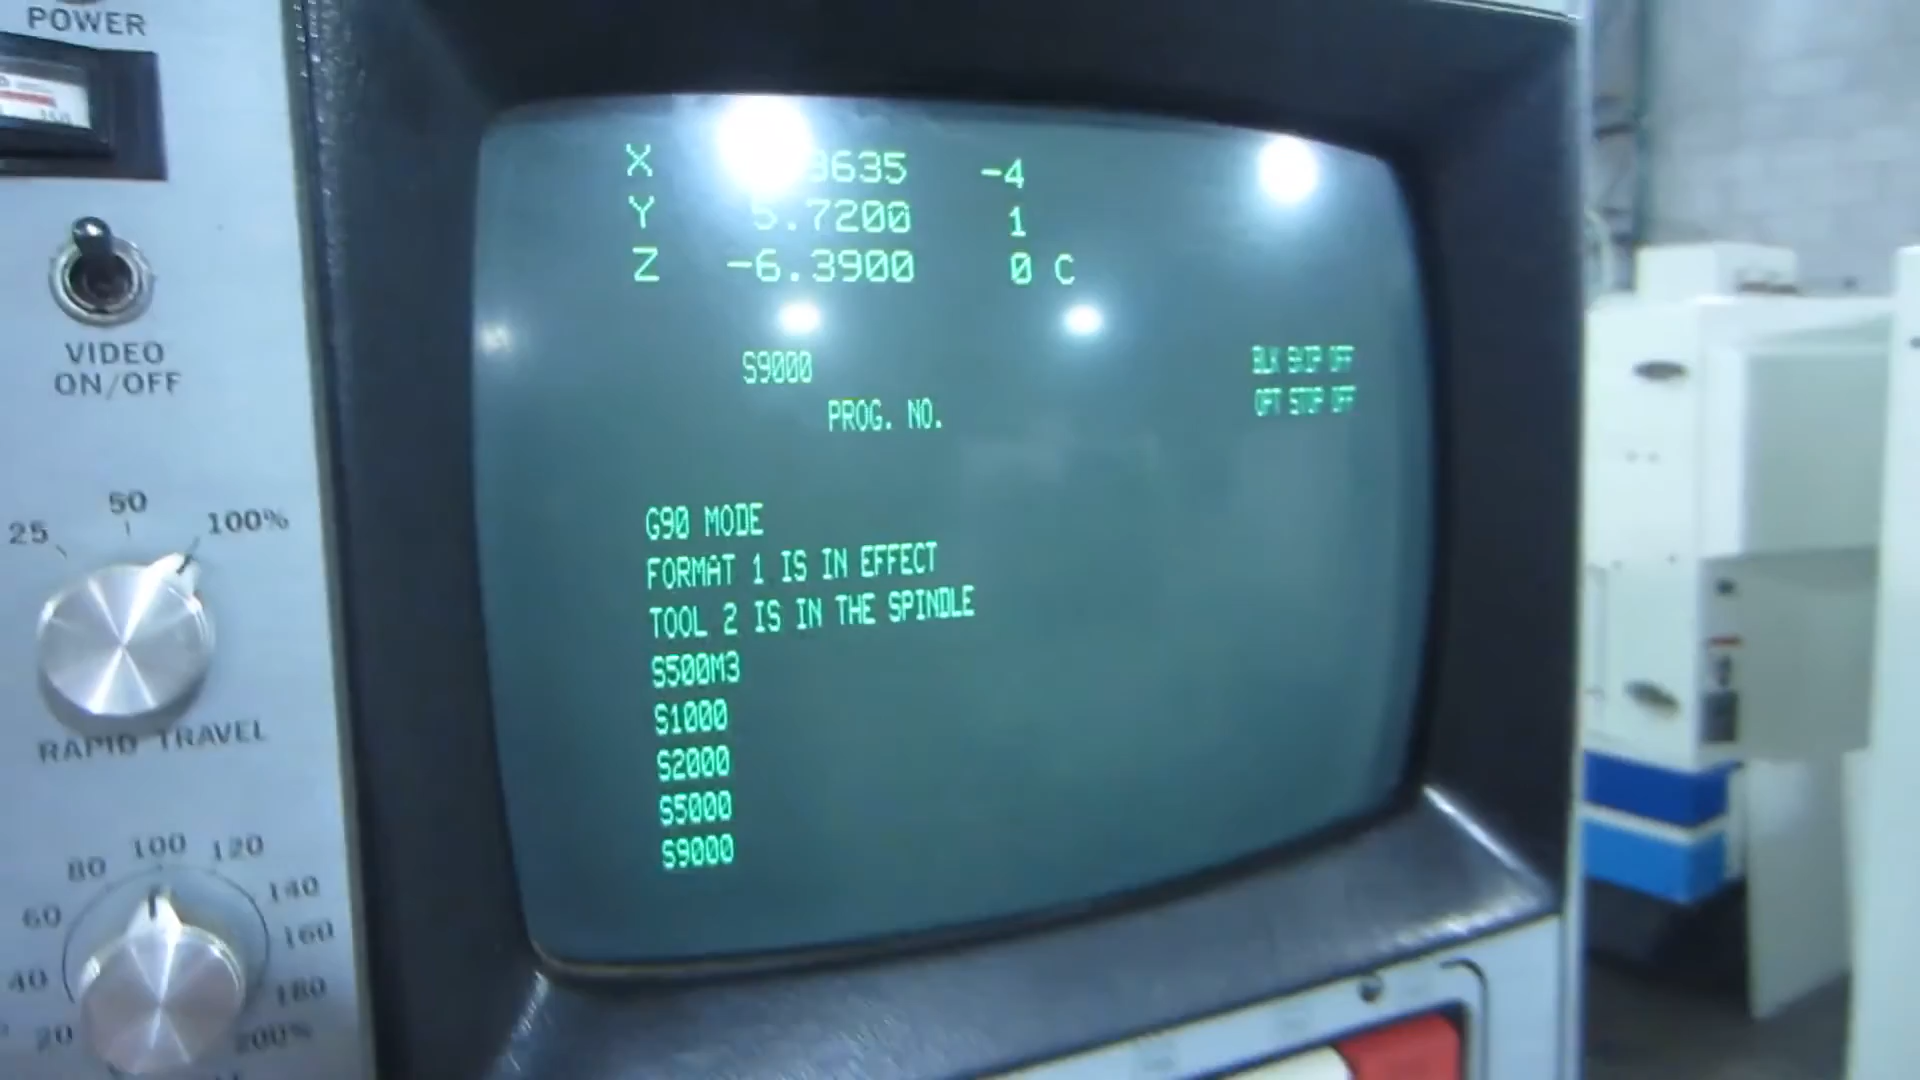 POWER
VIDEO
ON/OFF
25 50 100%
RAPID TRAVEL
20 40 60 80 100 120 140 160 180 200%
X 3635 -4
Y 5.7200 1
Z -6.3900 0 C
S9000
BLK SKIP OFF
PROG. NO.
OPT STOP OFF
G90 MODE
FORMAT 1 IS IN EFFECT
TOOL 2 IS IN THE SPINDLE
S500M3
S1000
S2000
S5000
S9000